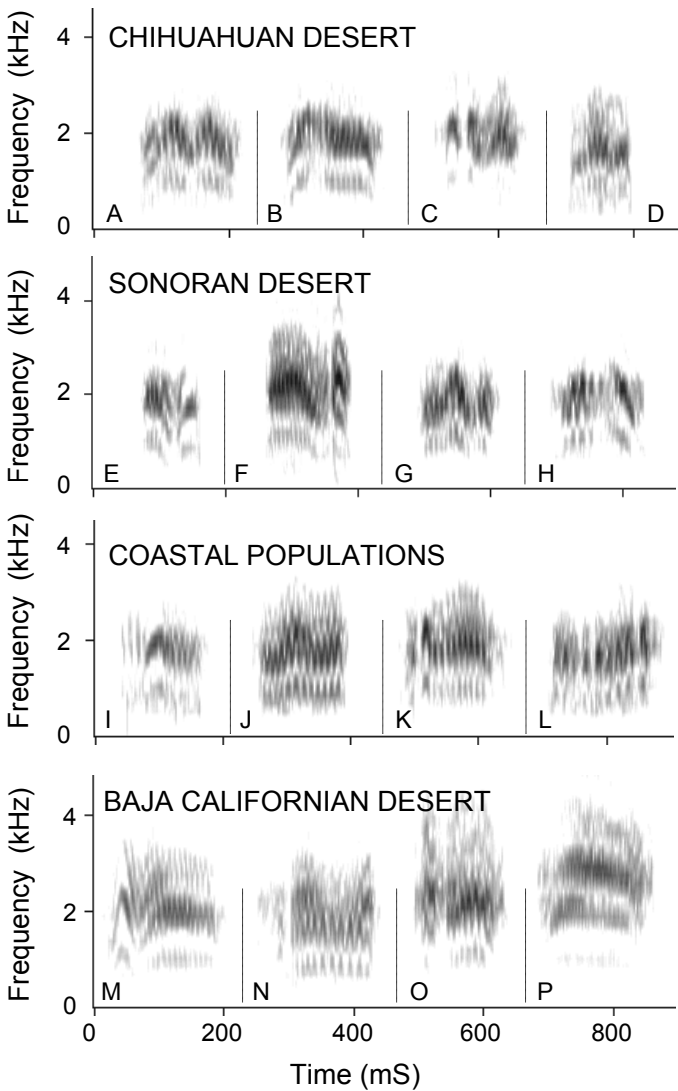 Frequency (kHz)
4
2
0
CHIHUAHUAN DESERT
A B C D
Frequency (kHz)
4
2
0
SONORAN DESERT
E F G H
Frequency (kHz)
4
2
0
COASTAL POPULATIONS
I J K L
Frequency (kHz)
4
2
0
BAJA CALIFORNIAN DESERT
M N O P
0 200 400 600 800
Time (mS)